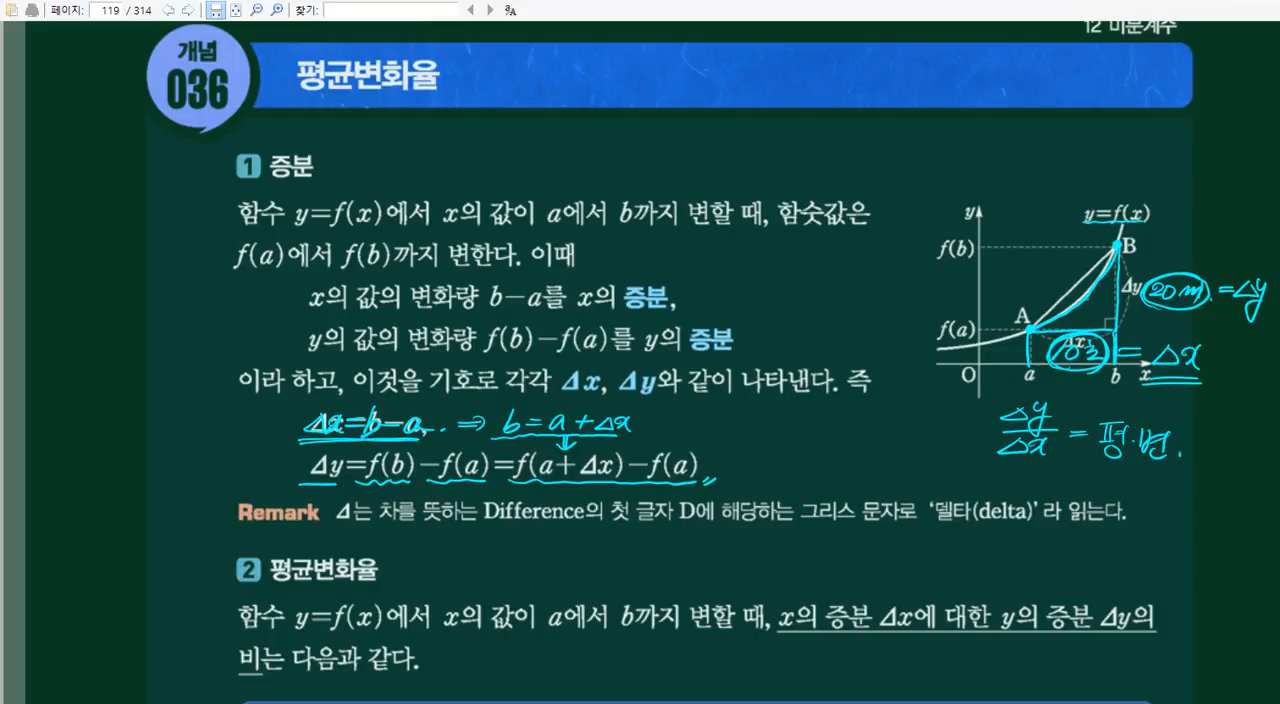 페이지: 119 / 314 찾기:
12 미분계수
개념
036
평균변화율
1 증분
함수 y=f(x)에서 x의 값이 a에서 b까지 변할 때, 함숫값은
f(a)에서 f(b)까지 변한다. 이때
x의 값의 변화량 b-a를 x의 증분,
y의 값의 변화량 f(b)-f(a)를 y의 증분
이라 하고, 이것을 기호로 각각 Δx, Δy와 같이 나타낸다. 즉
Δx=b-a, ⇒ b=a+Δx
Δy=f(b)-f(a)=f(a+Δx)-f(a)
y
y=f(x)
f(b)
B
Δy 20m =Δy
A
f(a)
Δx 10초 = Δx
O a b x
Δy/Δx = 평.변.
Remark Δ는 차를 뜻하는 Difference의 첫 글자 D에 해당하는 그리스 문자로 '델타(delta)'라 읽는다.
2 평균변화율
함수 y=f(x)에서 x의 값이 a에서 b까지 변할 때, x의 증분 Δx에 대한 y의 증분 Δy의
비는 다음과 같다.